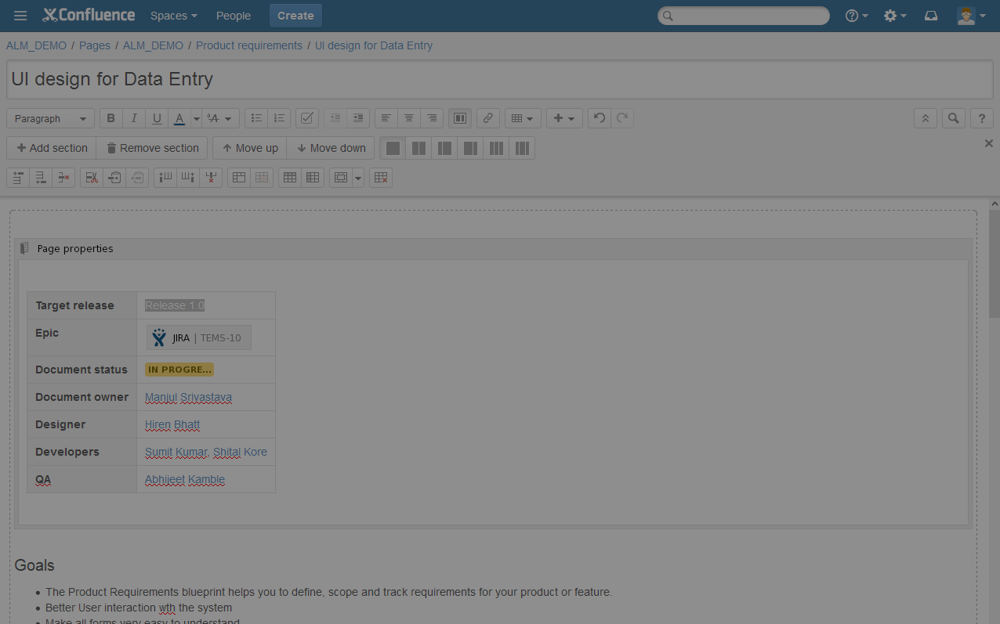 Confluence Spaces People Create
ALM_DEMO / Pages / ALM_DEMO / Product requirements / UI design for Data Entry
UI design for Data Entry
Paragraph B I U A A ?
Add section Remove section Move up Move down
Page properties
Target release Release 1.0
Epic JIRA | TEMS-10
Document status IN PROGRE...
Document owner Manjul Srivastava
Designer Hiren Bhatt
Developers Sumit Kumar, Shital Kore
QA Abhijeet Kamble
Goals
• The Product Requirements blueprint helps you to define, scope and track requirements for your product or feature.
• Better User interaction wth the system
• Make all forms very easy to understand